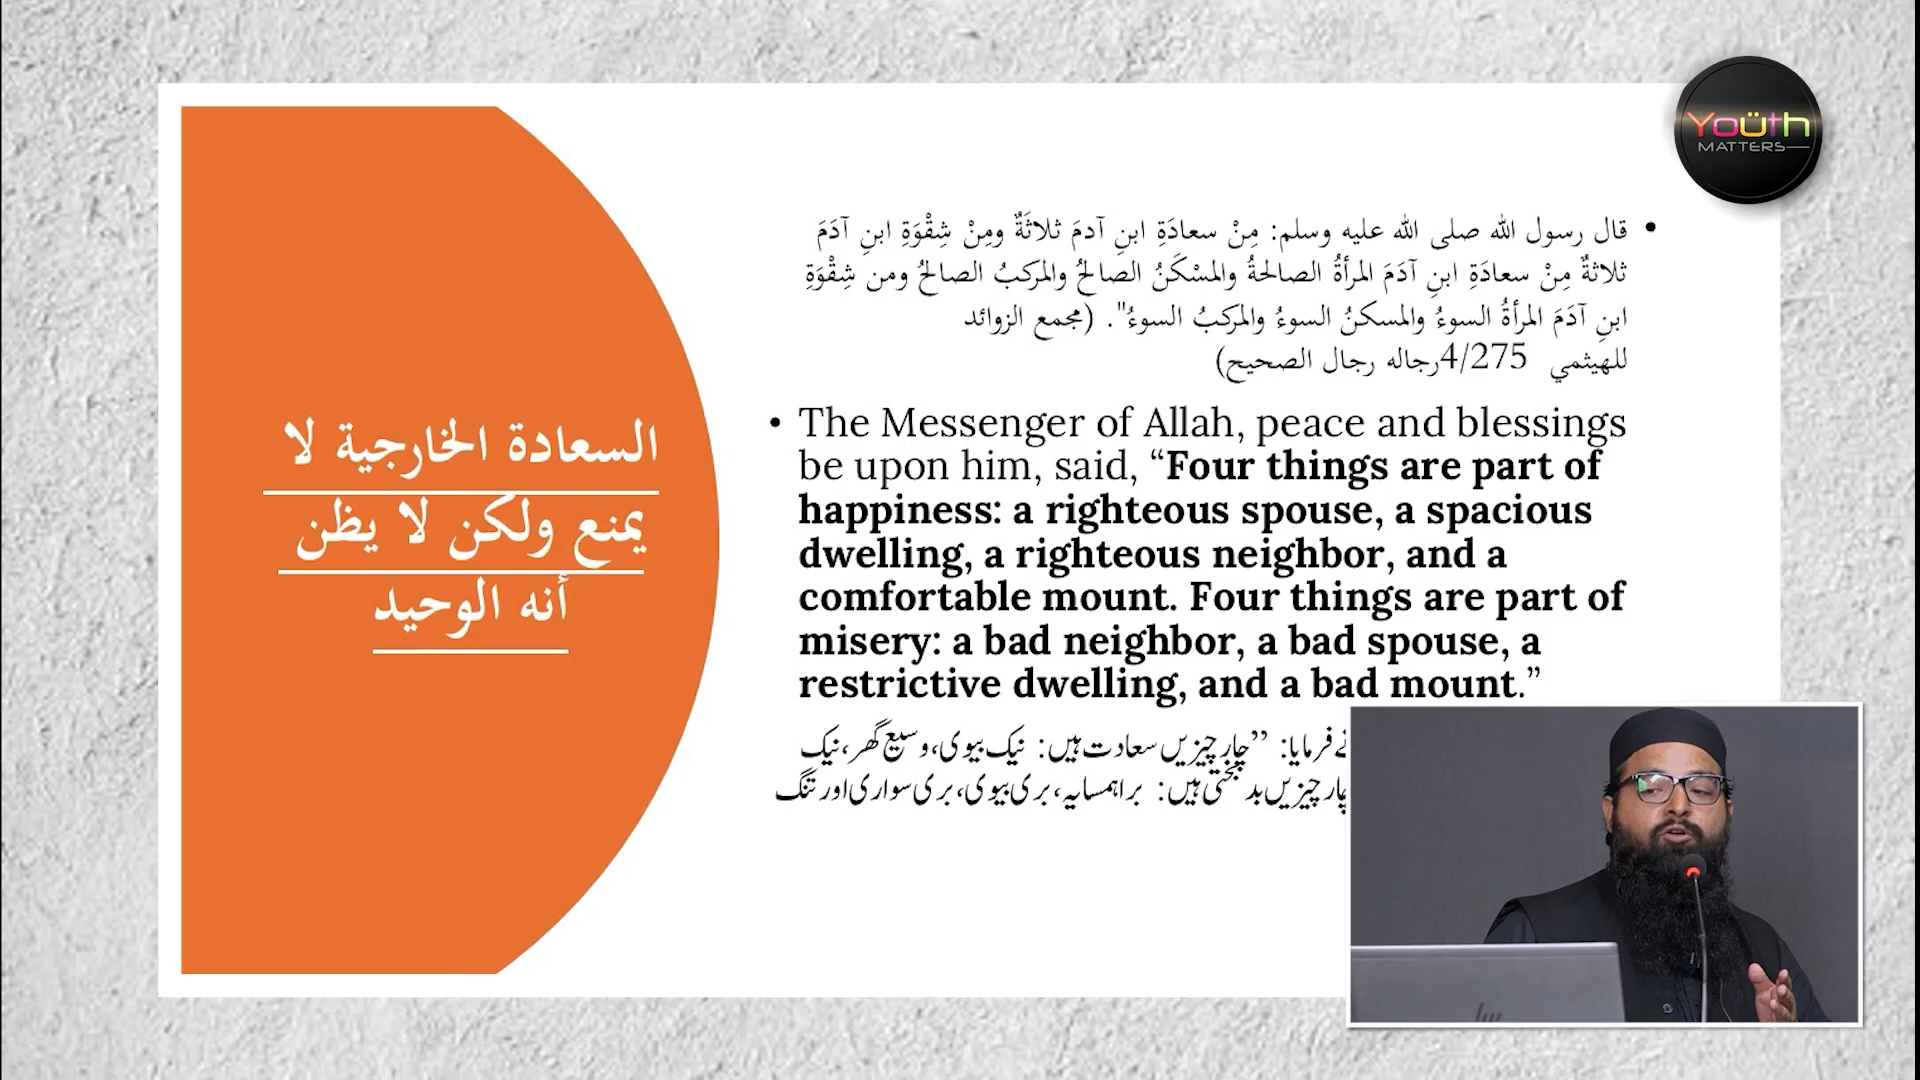 Yoüth
MATTERS
السعادة الخارجية لا
يمنع ولكن لا يظن
أنه الوحيد
• قال رسول الله صلى الله عليه وسلم: مِنْ سعادَةِ ابنِ آدمَ ثلاثَةٌ ومِنْ شِقْوَةِ ابنِ آدَمَ
ثلاثةٌ مِنْ سعادَةِ ابنِ آدَمَ المرأةُ الصالحةُ والمسْكَنُ الصالحُ والمركبُ الصالحُ ومن شِقْوَةِ
ابنِ آدَمَ المرأةُ السوءُ والمسكنُ السوءُ والمركبُ السوءُ". (مجمع الزوائد
للهيثمي 4/275رجاله رجال الصحيح)
• The Messenger of Allah, peace and blessings
be upon him, said, “Four things are part of
happiness: a righteous spouse, a spacious
dwelling, a righteous neighbor, and a
comfortable mount. Four things are part of
misery: a bad neighbor, a bad spouse, a
restrictive dwelling, and a bad mount.”
نے فرمایا: ’’چار چیزیں سعادت ہیں: نیک بیوی، وسیع گھر، نیک
چار چیزیں بد بختی ہیں: برا ہمسایہ، بری بیوی، بری سواری اور تنگ
hp